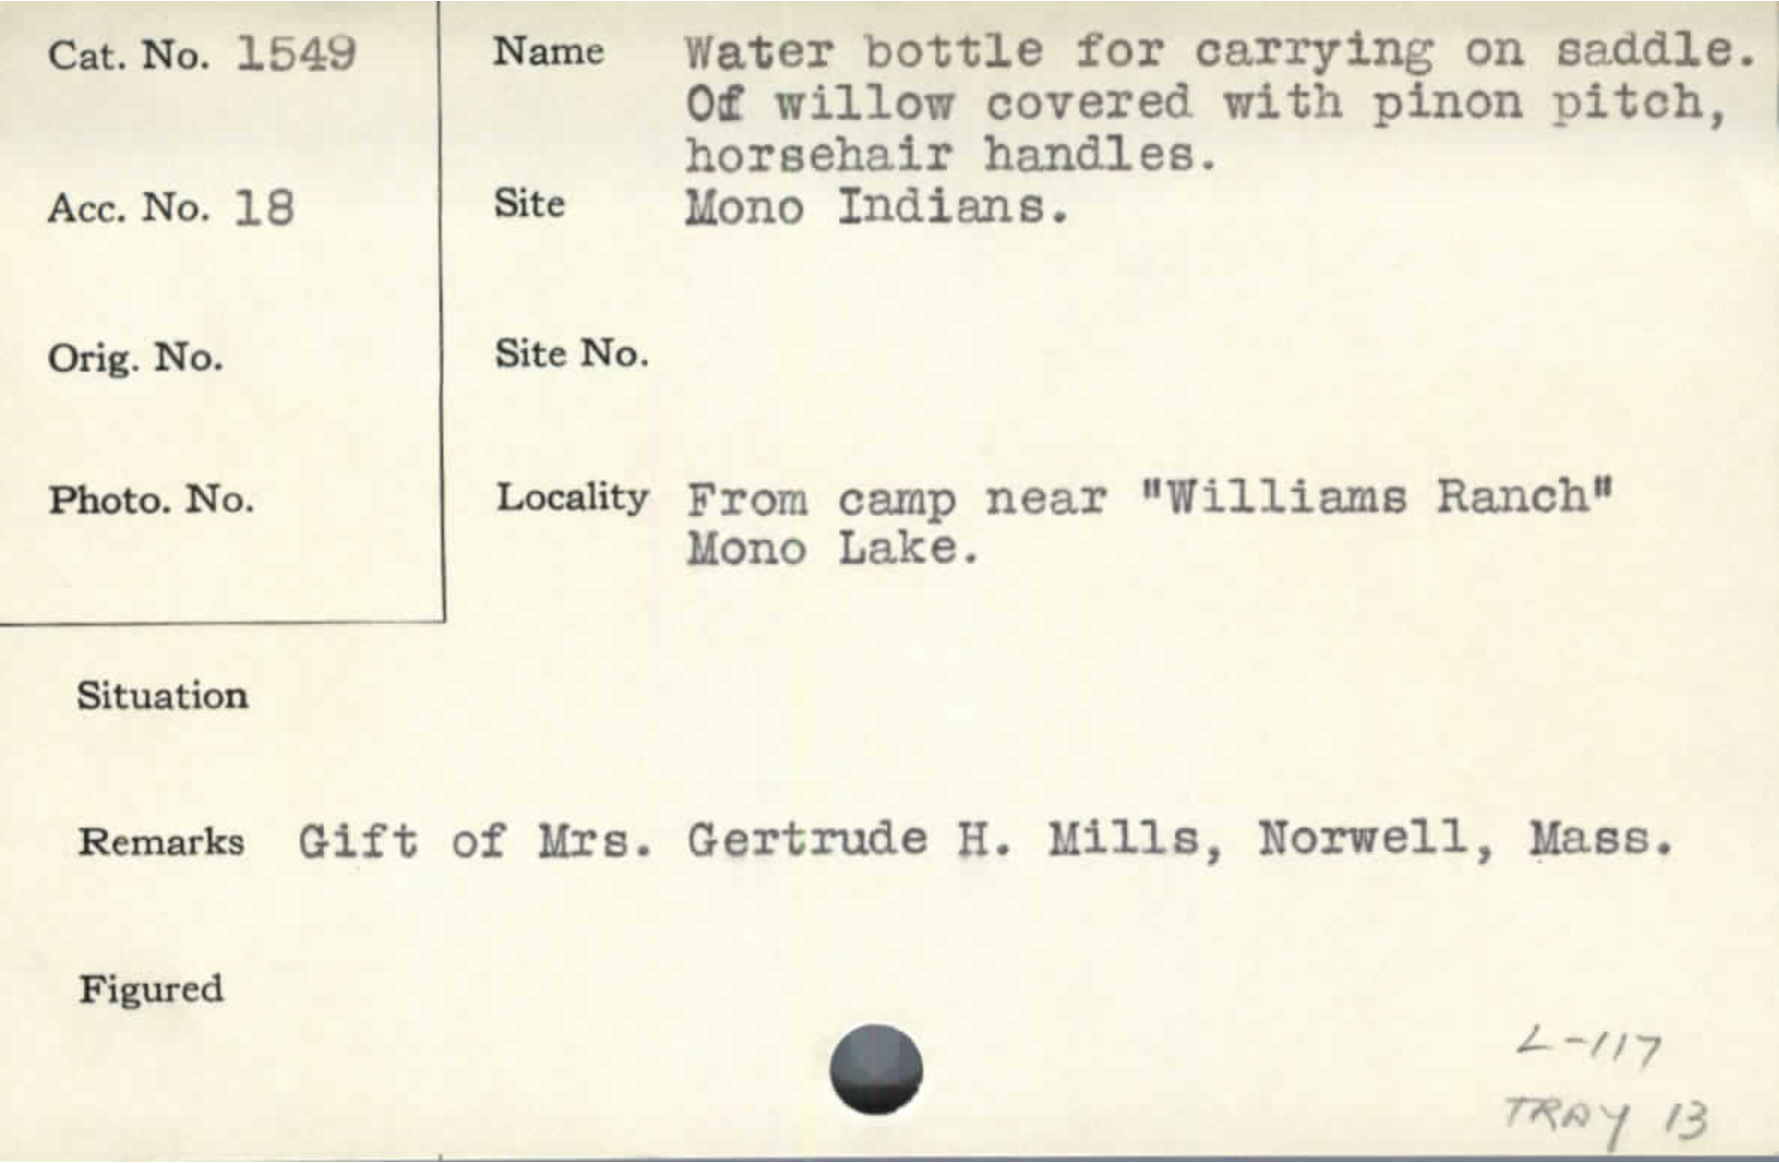 Cat. No. 1549
Name Water bottle for carrying on saddle.
Of willow covered with pinon pitch,
horsehair handles.
Acc. No. 18
Site Mono Indians.
Orig. No.
Site No.
Photo. No.
Locality From camp near "Williams Ranch"
Mono Lake.
Situation
Remarks Gift of Mrs. Gertrude H. Mills, Norwell, Mass.
Figured
L-117
TRAY 13